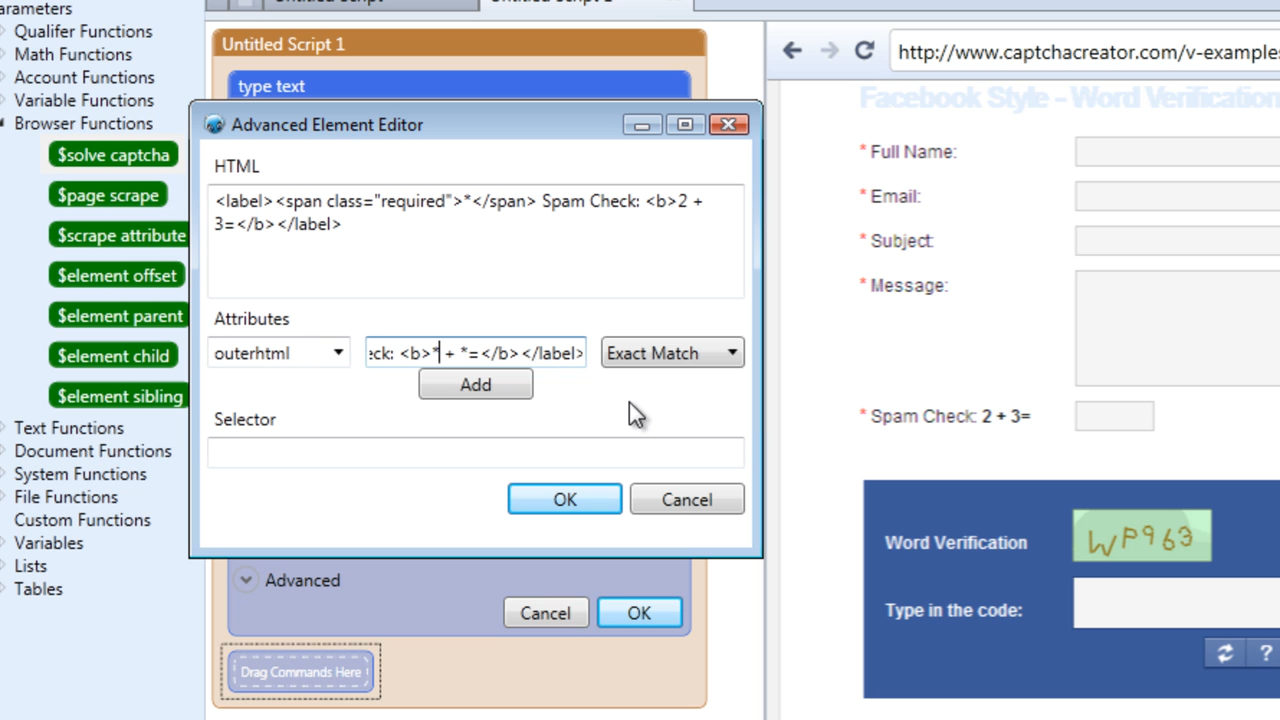 arameters
Qualifer Functions
Math Functions
Account Functions
Variable Functions
Browser Functions
$solve captcha
$page scrape
$scrape attribute
$element offset
$element parent
$element child
$element sibling
Text Functions
Document Functions
System Functions
File Functions
Custom Functions
Variables
Lists
Tables
Untitled Script 1
type text
Advanced Element Editor
HTML
<label><span class="required">*</span> Spam Check: <b>2 +
3=</b></label>
Attributes
outerhtml
eck: <b>* + *=</b></label>
Exact Match
Add
Selector
OK
Cancel
Advanced
Cancel
OK
Drag Commands Here
http://www.captchacreator.com/v-examples
Facebook Style - Word Verification
* Full Name:
* Email:
* Subject:
* Message:
* Spam Check: 2 + 3=
Word Verification
WP963
Type in the code:
?